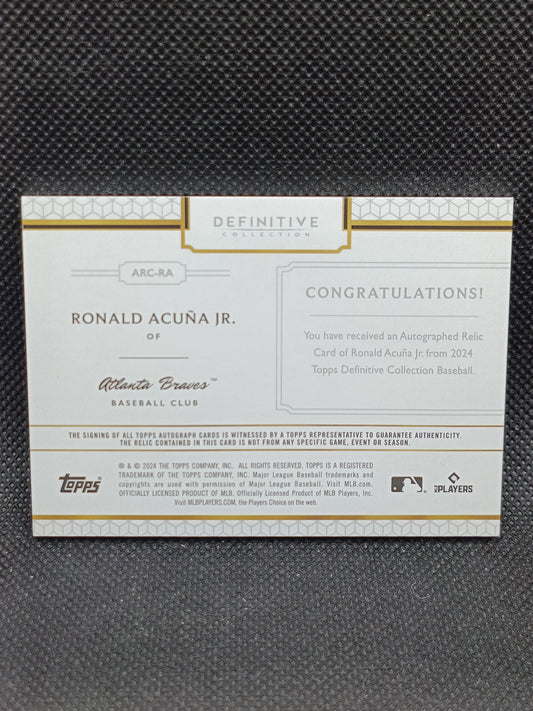 DEFINITIVE
COLLECTION
ARC-RA
RONALD ACUÑA JR.
OF
Atlanta Braves™
BASEBALL CLUB
CONGRATULATIONS!
You have received an Autographed Relic
Card of Ronald Acuña Jr. from 2024
Topps Definitive Collection Baseball.
THE SIGNING OF ALL TOPPS AUTOGRAPH CARDS IS WITNESSED BY A TOPPS REPRESENTATIVE TO GUARANTEE AUTHENTICITY.
THE RELIC CONTAINED IN THIS CARD IS NOT FROM ANY SPECIFIC GAME, EVENT OR SEASON.
Topps®
® & © 2024 THE TOPPS COMPANY, INC. ALL RIGHTS RESERVED. TOPPS IS A REGISTERED
TRADEMARK OF THE TOPPS COMPANY, INC. Major League Baseball trademarks and
copyrights are used with permission of Major League Baseball. Visit MLB.com.
OFFICIALLY LICENSED PRODUCT OF MLB. Officially Licensed Product of MLB Players, Inc.
Visit MLBPLAYERS.COM, the Players Choice on the web.
MLB PLAYERS